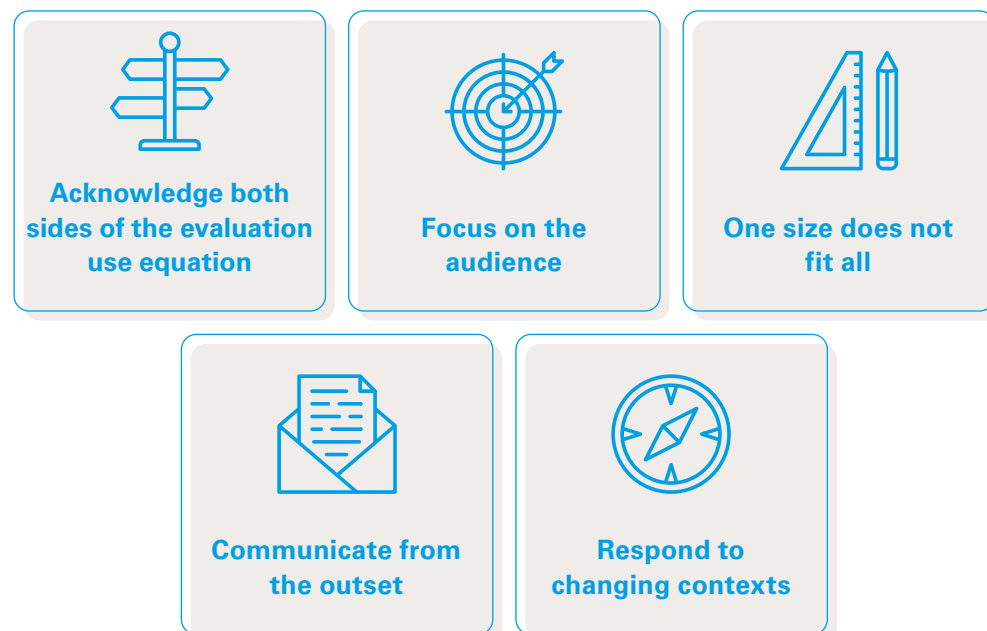 Acknowledge both
sides of the evaluation
use equation
Focus on the
audience
One size does not
fit all
Communicate from
the outset
Respond to
changing contexts